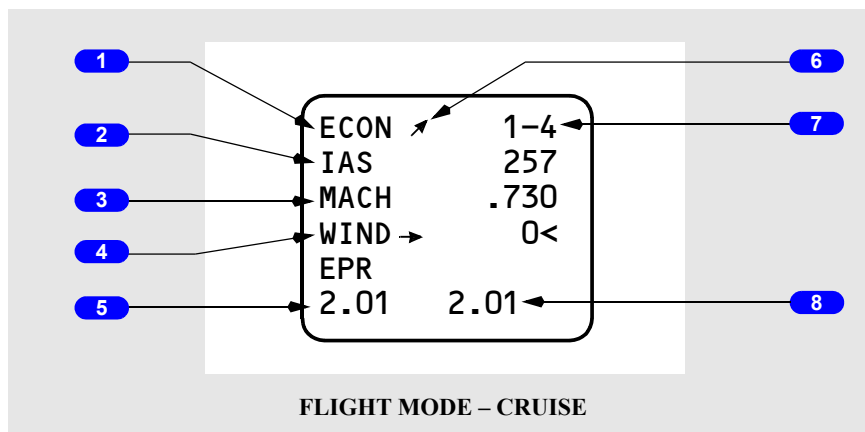 1 6
ECON ↗ 1-4 7
2 IAS 257
3 MACH .730
4 WIND → 0<
EPR
5 2.01 2.01 8
FLIGHT MODE – CRUISE